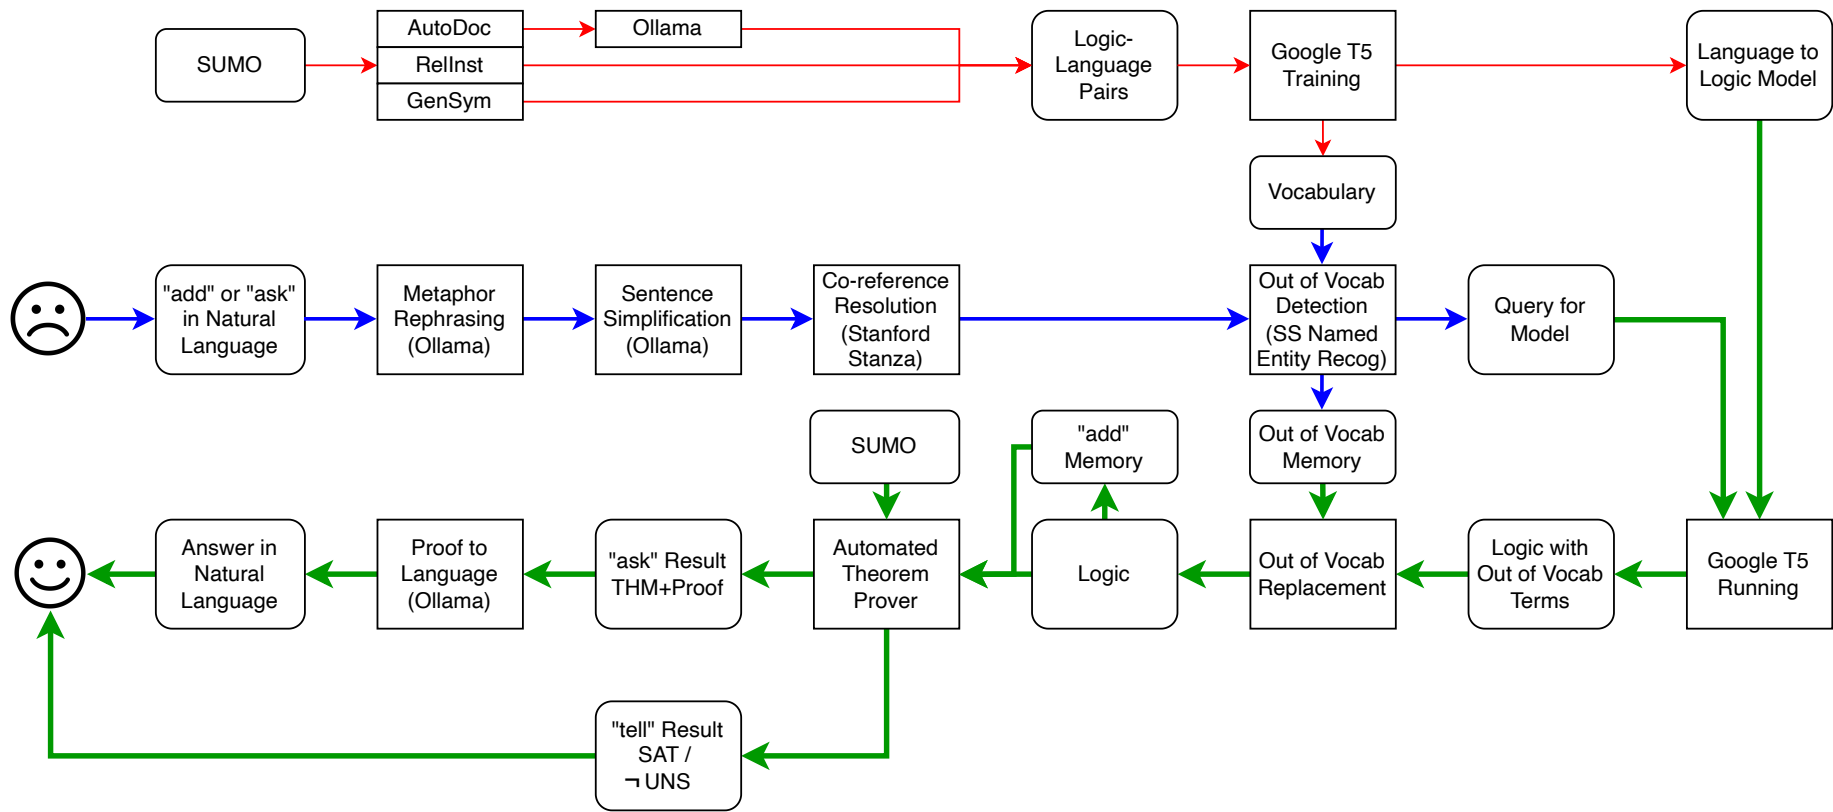 SUMO
AutoDoc
RelInst
GenSym
Ollama
Logic-
Language
Pairs
Google T5
Training
Language to
Logic Model
Vocabulary
"add" or "ask"
in Natural
Language
Metaphor
Rephrasing
(Ollama)
Sentence
Simplification
(Ollama)
Co-reference
Resolution
(Stanford
Stanza)
Out of Vocab
Detection
(SS Named
Entity Recog)
Query for
Model
SUMO
"add"
Memory
Out of Vocab
Memory
Answer in
Natural
Language
Proof to
Language
(Ollama)
"ask" Result
THM+Proof
Automated
Theorem
Prover
Logic
Out of Vocab
Replacement
Logic with
Out of Vocab
Terms
Google T5
Running
"tell" Result
SAT /
¬ UNS